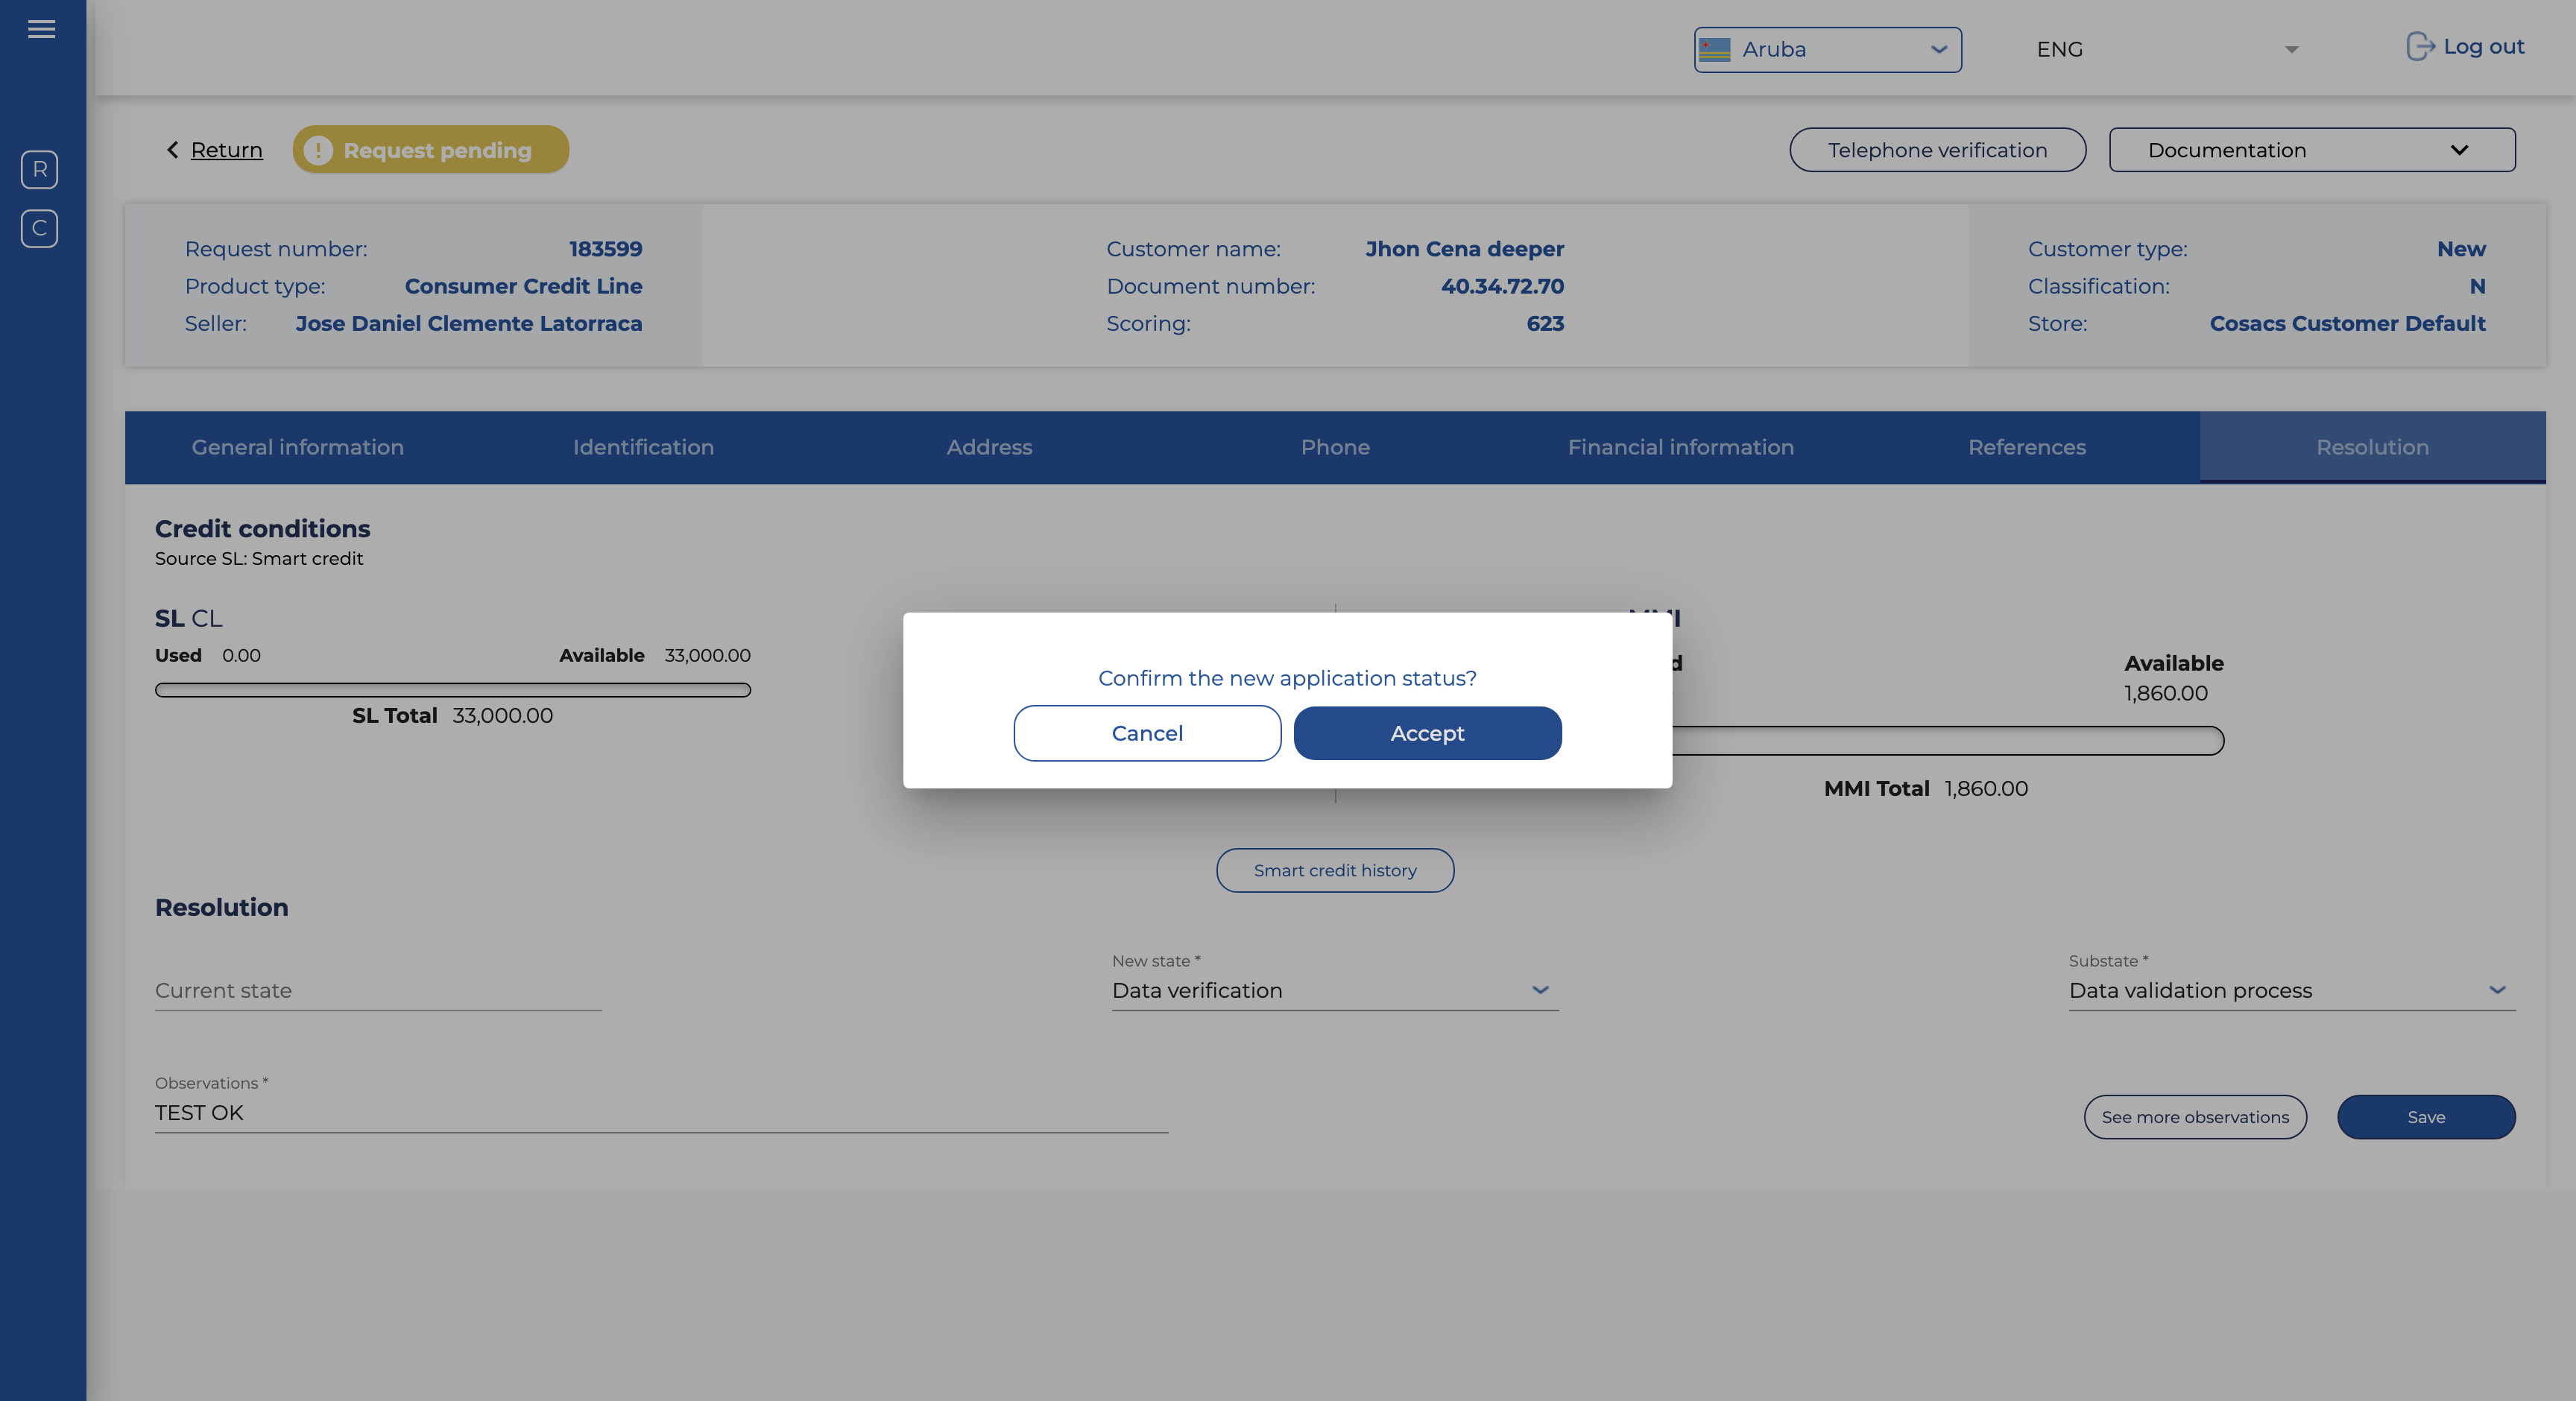 Aruba
ENG
Log out
R
C
Return
Request pending
Telephone verification
Documentation
Request number: 183599
Product type: Consumer Credit Line
Seller: Jose Daniel Clemente Latorraca
Customer name: Jhon Cena deeper
Document number: 40.34.72.70
Scoring: 623
Customer type: New
Classification: N
Store: Cosacs Customer Default
General information
Identification
Address
Phone
Financial information
References
Resolution
Credit conditions
Source SL: Smart credit
SL CL
Used 0.00 Available 33,000.00
SL Total 33,000.00
Confirm the new application status?
Cancel
Accept
Available
1,860.00
MMI Total 1,860.00
Smart credit history
Resolution
Current state
New state *
Data verification
Substate *
Data validation process
Observations *
TEST OK
See more observations
Save